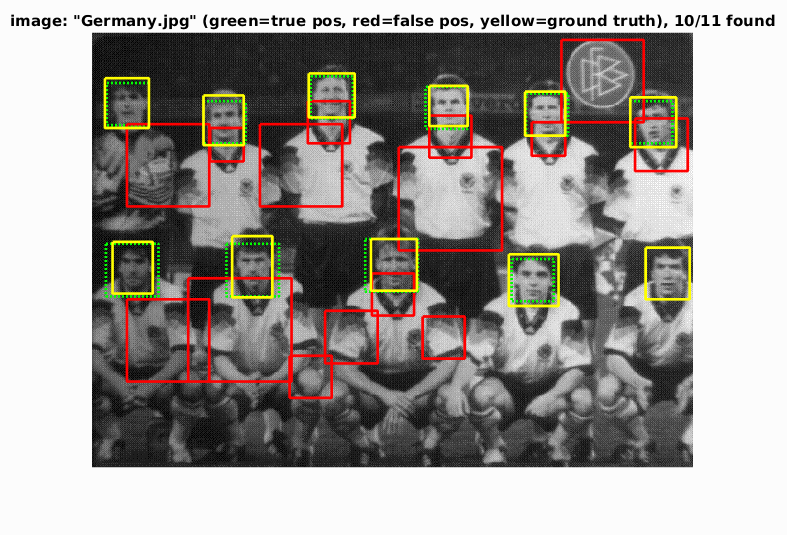 image: "Germany.jpg" (green=true pos, red=false pos, yellow=ground truth), 10/11 found